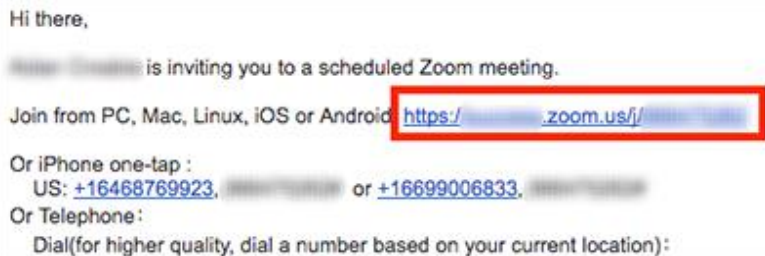 Hi there,
is inviting you to a scheduled Zoom meeting.
Join from PC, Mac, Linux, iOS or Android: https:/ .zoom.us/j/
Or iPhone one-tap :
US: +16468769923, or +16699006833,
Or Telephone:
Dial(for higher quality, dial a number based on your current location):